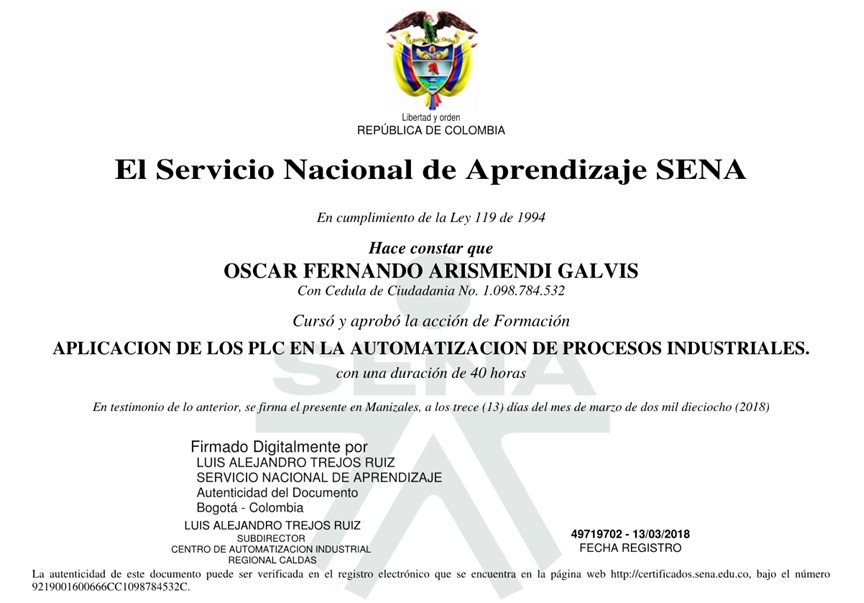 Libertad y orden
REPÚBLICA DE COLOMBIA
El Servicio Nacional de Aprendizaje SENA
En cumplimiento de la Ley 119 de 1994
Hace constar que
OSCAR FERNANDO ARISMENDI GALVIS
Con Cedula de Ciudadania No. 1.098.784.532
Cursó y aprobó la acción de Formación
APLICACION DE LOS PLC EN LA AUTOMATIZACION DE PROCESOS INDUSTRIALES.
SENA
con una duración de 40 horas
En testimonio de lo anterior, se firma el presente en Manizales, a los trece (13) días del mes de marzo de dos mil dieciocho (2018)
Firmado Digitalmente por
LUIS ALEJANDRO TREJOS RUIZ
SERVICIO NACIONAL DE APRENDIZAJE
Autenticidad del Documento
Bogotá - Colombia
LUIS ALEJANDRO TREJOS RUIZ
SUBDIRECTOR
CENTRO DE AUTOMATIZACION INDUSTRIAL
REGIONAL CALDAS
49719702 - 13/03/2018
FECHA REGISTRO
La autenticidad de este documento puede ser verificada en el registro electrónico que se encuentra en la página web http://certificados.sena.edu.co, bajo el número
9219001600666CC1098784532C.